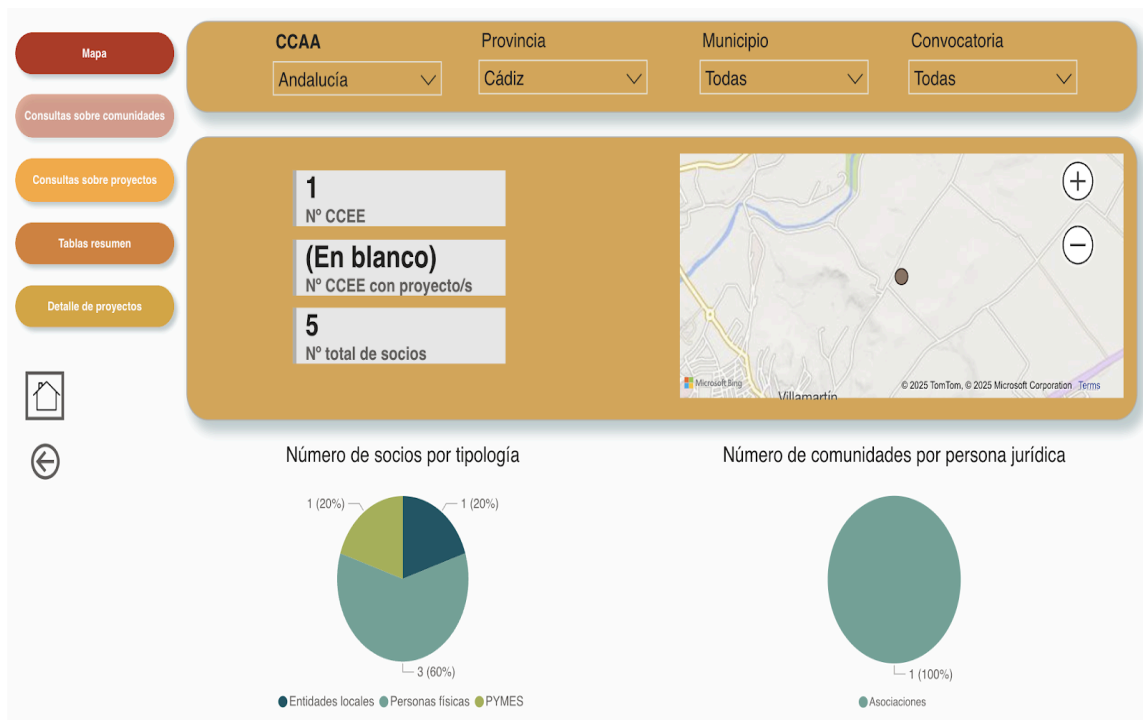 Mapa
Consultas sobre comunidades
Consultas sobre proyectos
Tablas resumen
Detalle de proyectos
CCAA
Provincia
Municipio
Convocatoria
Andalucía
Cádiz
Todas
Todas
1
Nº CCEE
(En blanco)
Nº CCEE con proyecto/s
5
Nº total de socios
Microsoft Bing
Villamartín
© 2025 TomTom, © 2025 Microsoft Corporation Terms
Número de socios por tipología
1 (20%)
1 (20%)
3 (60%)
Entidades locales Personas físicas PYMES
Número de comunidades por persona jurídica
1 (100%)
Asociaciones